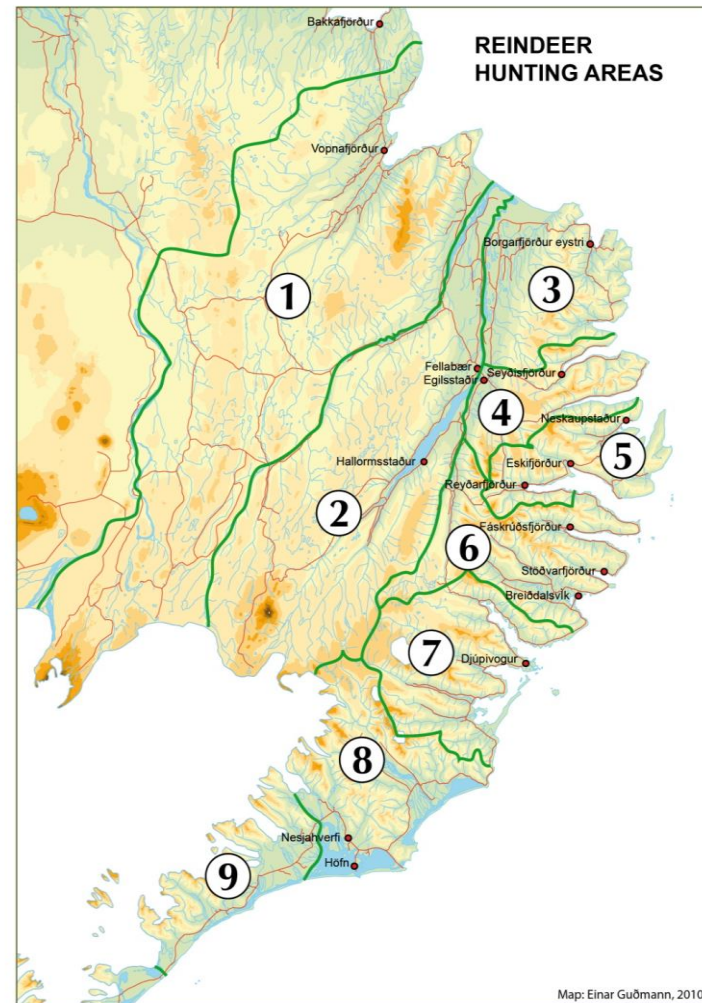 REINDEER
HUNTING AREAS
Bakkafjörður
Vopnafjörður
Borgarfjörður eystri
1
3
Fellabær
Egilsstaðir
Seyðisfjörður
4
Neskaupstaður
5
Hallormsstaður
Eskifjörður
Reyðarfjörður
2
Fáskrúðsfjörður
6
Stöðvarfjörður
Breiðdalsvík
7
Djúpivogur
8
Nesjahverfi
Höfn
9
Map: Einar Guðmann, 2010